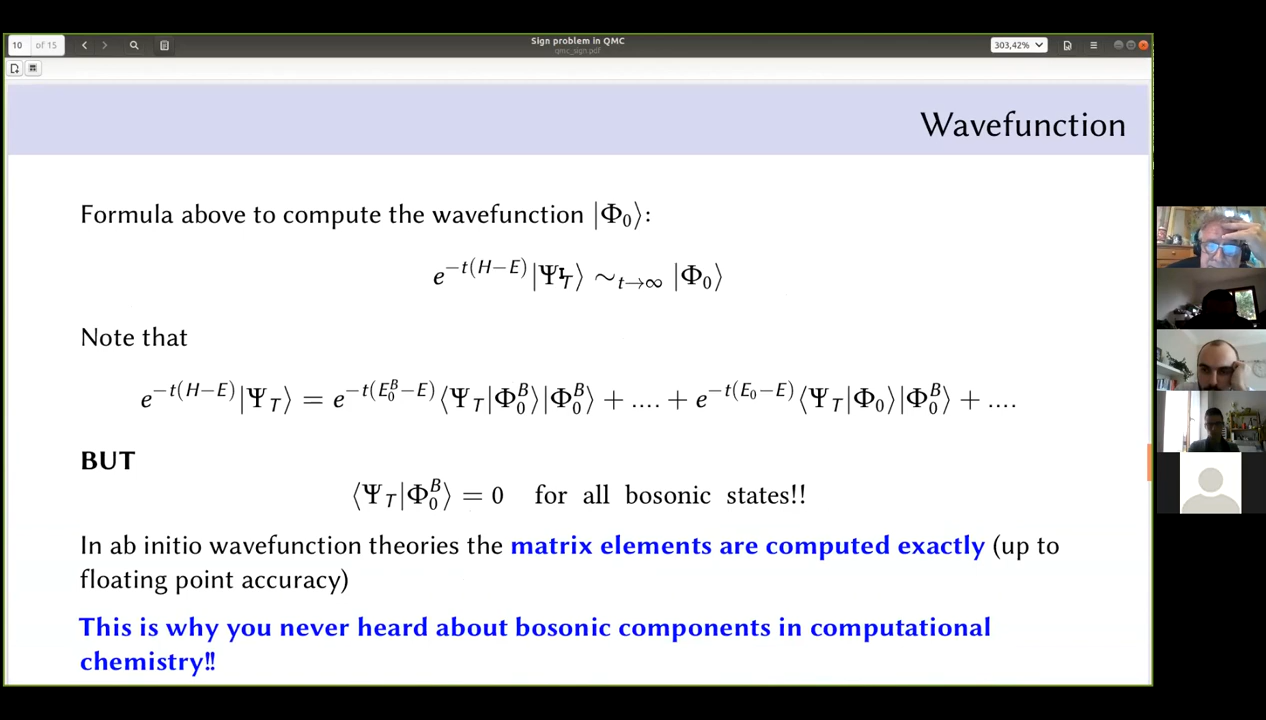 10 of 15
Sign problem in QMC
qmc_sign.pdf
303,42%
Wavefunction
Formula above to compute the wavefunction |Φ₀⟩:
e^{−t(H−E)}|Ψ_T⟩ ∼_{t→∞} |Φ₀⟩
Note that
e^{−t(H−E)}|Ψ_T⟩ = e^{−t(E₀^B−E)}⟨Ψ_T|Φ₀^B⟩|Φ₀^B⟩ + .... + e^{−t(E₀−E)}⟨Ψ_T|Φ₀⟩|Φ₀^B⟩ + ....
BUT
⟨Ψ_T|Φ₀^B⟩ = 0 for all bosonic states!!
In ab initio wavefunction theories the matrix elements are computed exactly (up to
floating point accuracy)
This is why you never heard about bosonic components in computational
chemistry!!